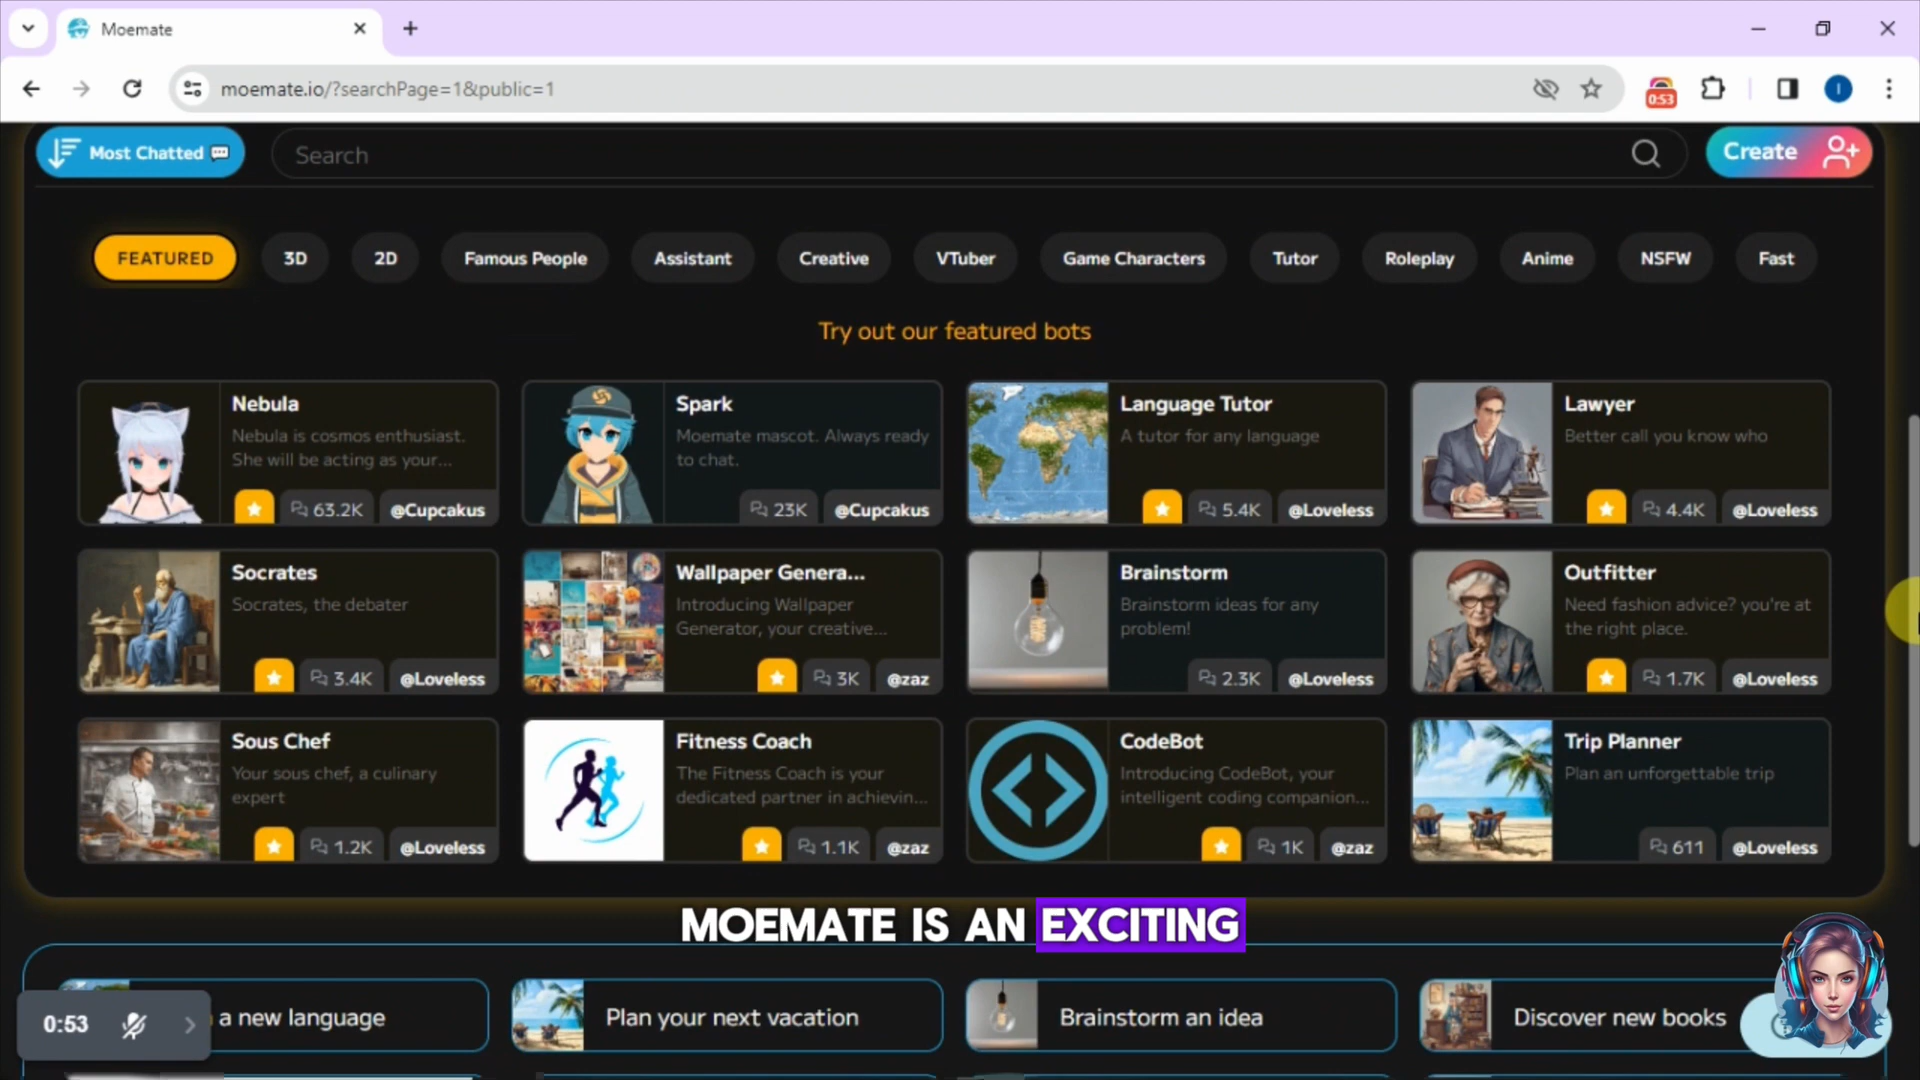 Moemate
moemate.io/?searchPage=1&public=1
0:53
I
Most Chatted
Search
Create
FEATURED
3D
2D
Famous People
Assistant
Creative
VTuber
Game Characters
Tutor
Roleplay
Anime
NSFW
Fast
Try out our featured bots
Nebula
Nebula is cosmos enthusiast.
She will be acting as your...
63.2K
@Cupcakus
Spark
Moemate mascot. Always ready
to chat.
23K
@Cupcakus
Language Tutor
A tutor for any language
5.4K
@Loveless
Lawyer
Better call you know who
4.4K
@Loveless
Socrates
Socrates, the debater
3.4K
@Loveless
Wallpaper Genera...
Introducing Wallpaper
Generator, your creative...
3K
@zaz
Brainstorm
Brainstorm ideas for any
problem!
2.3K
@Loveless
Outfitter
Need fashion advice? you're at
the right place.
1.7K
@Loveless
Sous Chef
Your sous chef, a culinary
expert
1.2K
@Loveless
Fitness Coach
The Fitness Coach is your
dedicated partner in achievin...
1.1K
@zaz
CodeBot
Introducing CodeBot, your
intelligent coding companion...
1K
@zaz
Trip Planner
Plan an unforgettable trip
611
@Loveless
MOEMATE IS AN EXCITING
0:53
a new language
Plan your next vacation
Brainstorm an idea
Discover new books